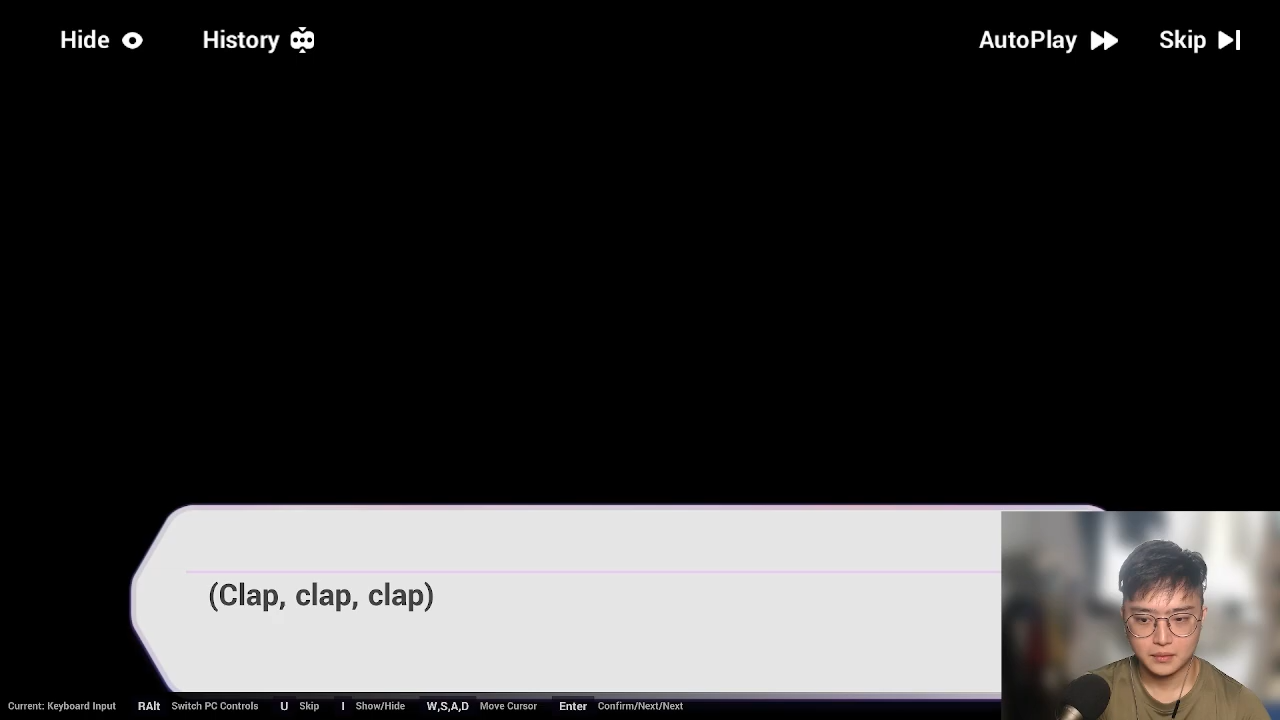 Hide
History
AutoPlay
Skip
(Clap, clap, clap)
Current: Keyboard Input RAlt Switch PC Controls U Skip I Show/Hide W,S,A,D Move Cursor Enter Confirm/Next/Next